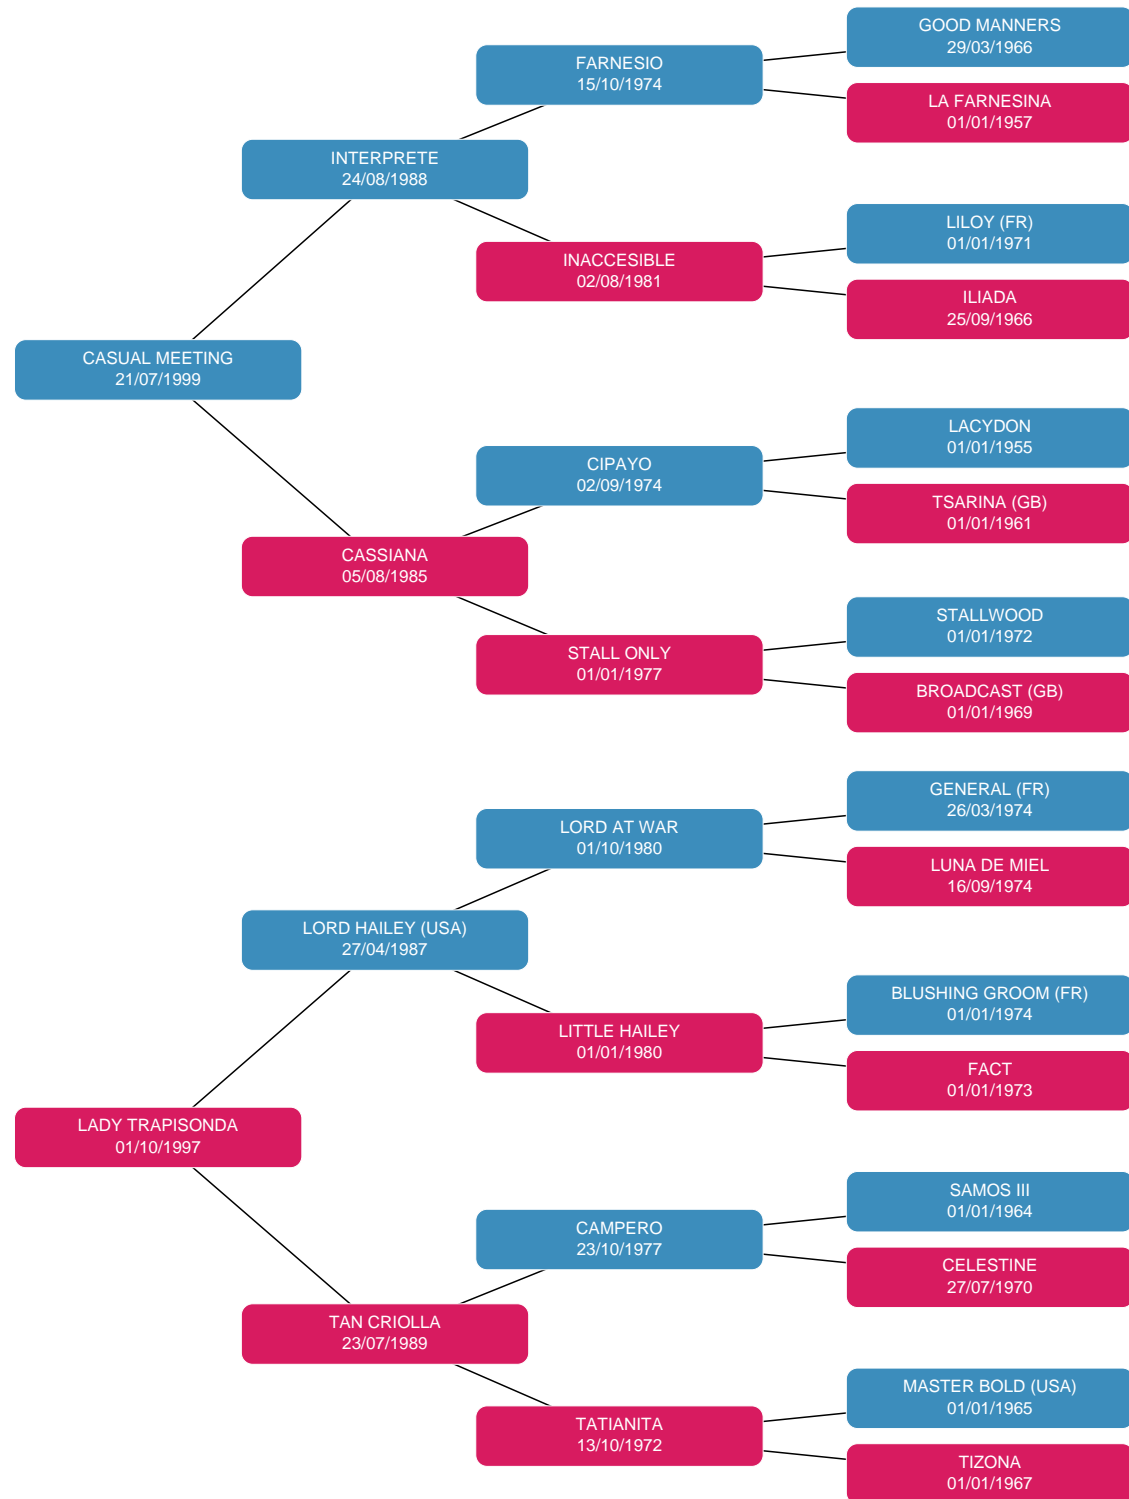 GOOD MANNERS
29/03/1966
FARNESIO
15/10/1974
LA FARNESINA
01/01/1957
INTERPRETE
24/08/1988
LILOY (FR)
01/01/1971
INACCESIBLE
02/08/1981
ILIADA
25/09/1966
CASUAL MEETING
21/07/1999
LACYDON
01/01/1955
CIPAYO
02/09/1974
TSARINA (GB)
01/01/1961
CASSIANA
05/08/1985
STALLWOOD
01/01/1972
STALL ONLY
01/01/1977
BROADCAST (GB)
01/01/1969
GENERAL (FR)
26/03/1974
LORD AT WAR
01/10/1980
LUNA DE MIEL
16/09/1974
LORD HAILEY (USA)
27/04/1987
BLUSHING GROOM (FR)
01/01/1974
LITTLE HAILEY
01/01/1980
FACT
01/01/1973
LADY TRAPISONDA
01/10/1997
SAMOS III
01/01/1964
CAMPERO
23/10/1977
CELESTINE
27/07/1970
TAN CRIOLLA
23/07/1989
MASTER BOLD (USA)
01/01/1965
TATIANITA
13/10/1972
TIZONA
01/01/1967